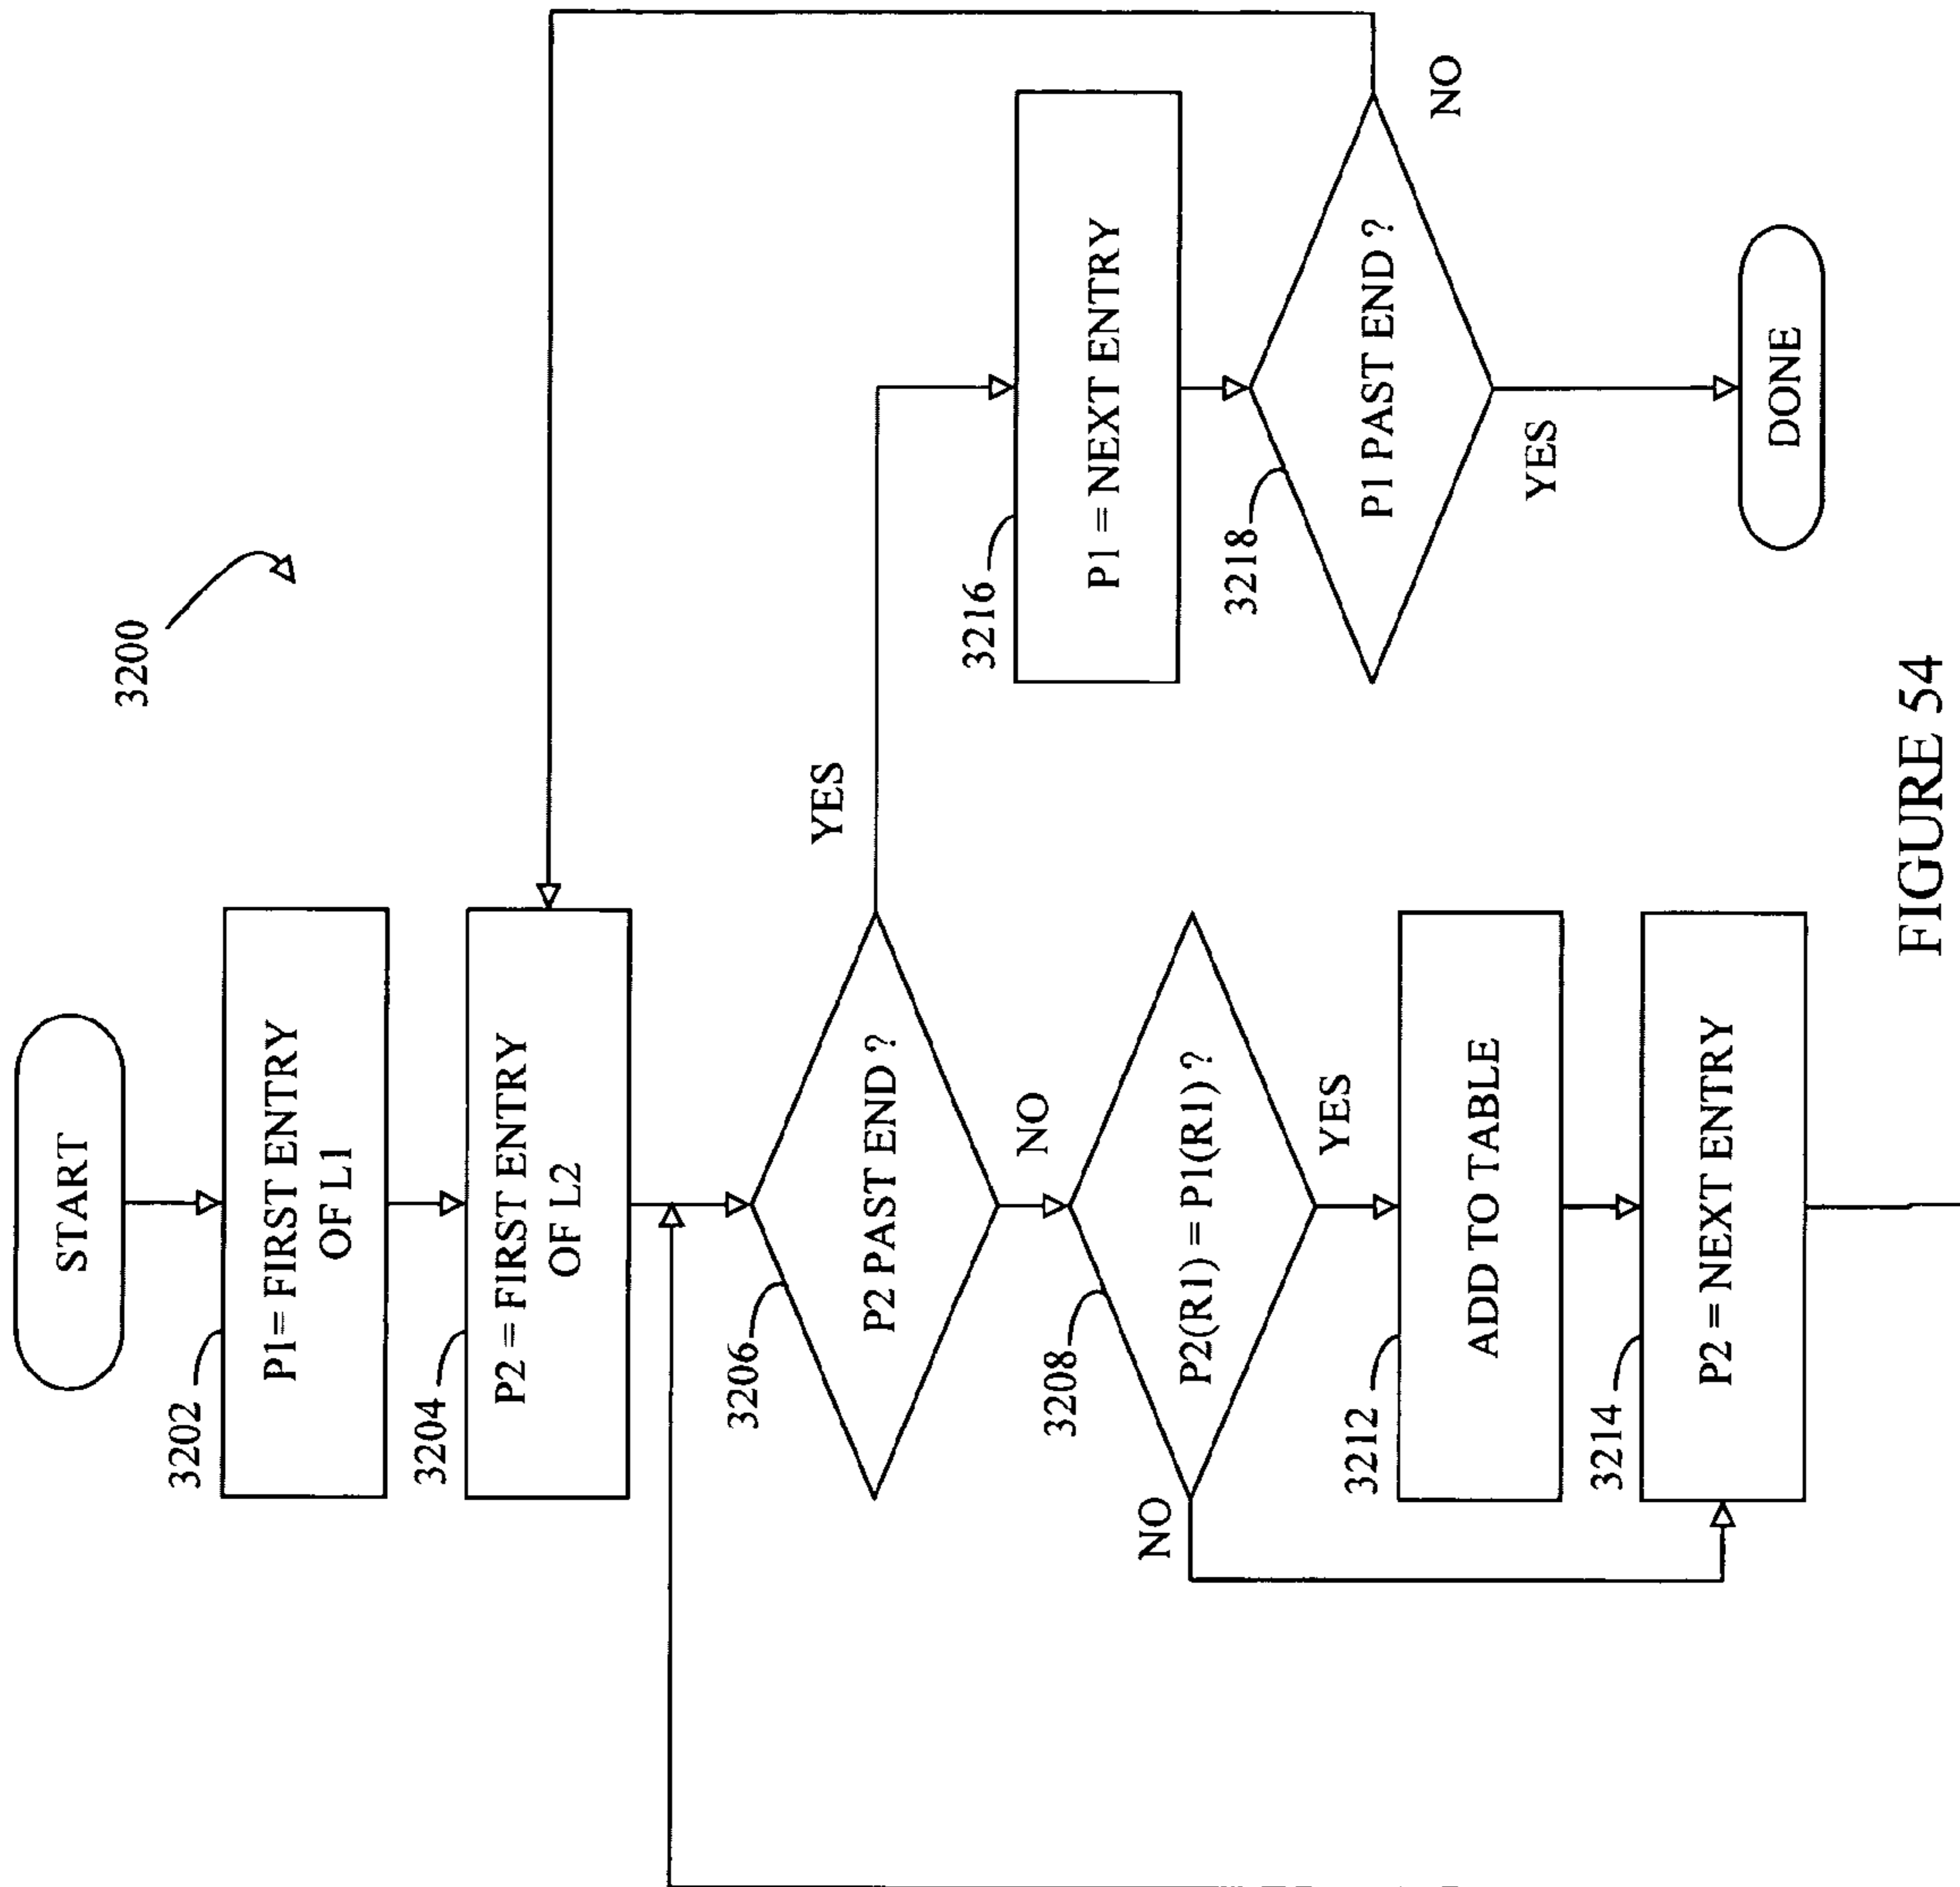 3200
START
3202
P1= FIRST ENTRY
OF L1
3204
P2 = FIRST ENTRY
OF L2
3206
P2 PAST END ?
YES
NO
3208
P2(R1) = P1(R1) ?
NO
YES
3212
ADD TO TABLE
3214
P2 = NEXT ENTRY
3216
P1 = NEXT ENTRY
3218
P1 PAST END ?
NO
YES
DONE
FIGURE 54